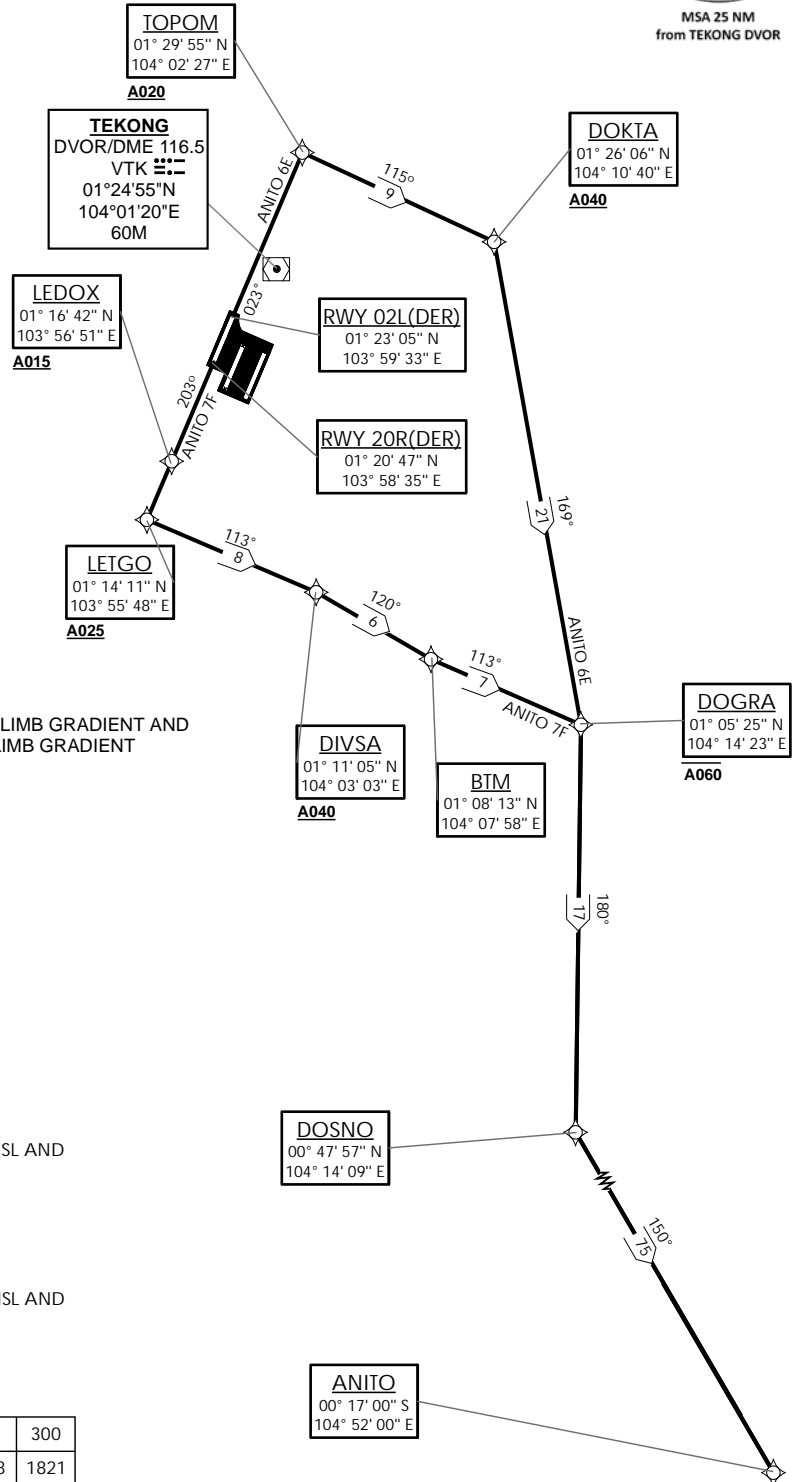 MSA 25 NM
from TEKONG DVOR
TOPOM
01° 29' 55" N
104° 02' 27" E
A020
TEKONG
DVOR/DME 116.5
VTK
01°24'55"N
104°01'20"E
60M
DOKTA
01° 26' 06" N
104° 10' 40" E
A040
ANITO 6E
115°
9
023°
LEDOX
01° 16' 42" N
103° 56' 51" E
A015
RWY 02L(DER)
01° 23' 05" N
103° 59' 33" E
203°
ANITO 7F
RWY 20R(DER)
01° 20' 47" N
103° 58' 35" E
169°
21
LETGO
01° 14' 11" N
103° 55' 48" E
A025
113°
8
120°
6
113°
7
ANITO 7F
ANITO 6E
DOGRA
01° 05' 25" N
104° 14' 23" E
A060
LIMB GRADIENT AND
LIMB GRADIENT
DIVSA
01° 11' 05" N
104° 03' 03" E
A040
BTM
01° 08' 13" N
104° 07' 58" E
180°
17
DOSNO
00° 47' 57" N
104° 14' 09" E
SL AND
150°
75
SL AND
ANITO
00° 17' 00" S
104° 52' 00" E
300
1821